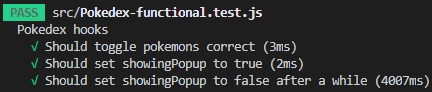 PASS src/Pokedex-functional.test.js
Pokedex hooks
√ Should toggle pokemons correct (3ms)
√ Should set showingPopup to true (2ms)
√ Should set showingPopup to false after a while (4007ms)